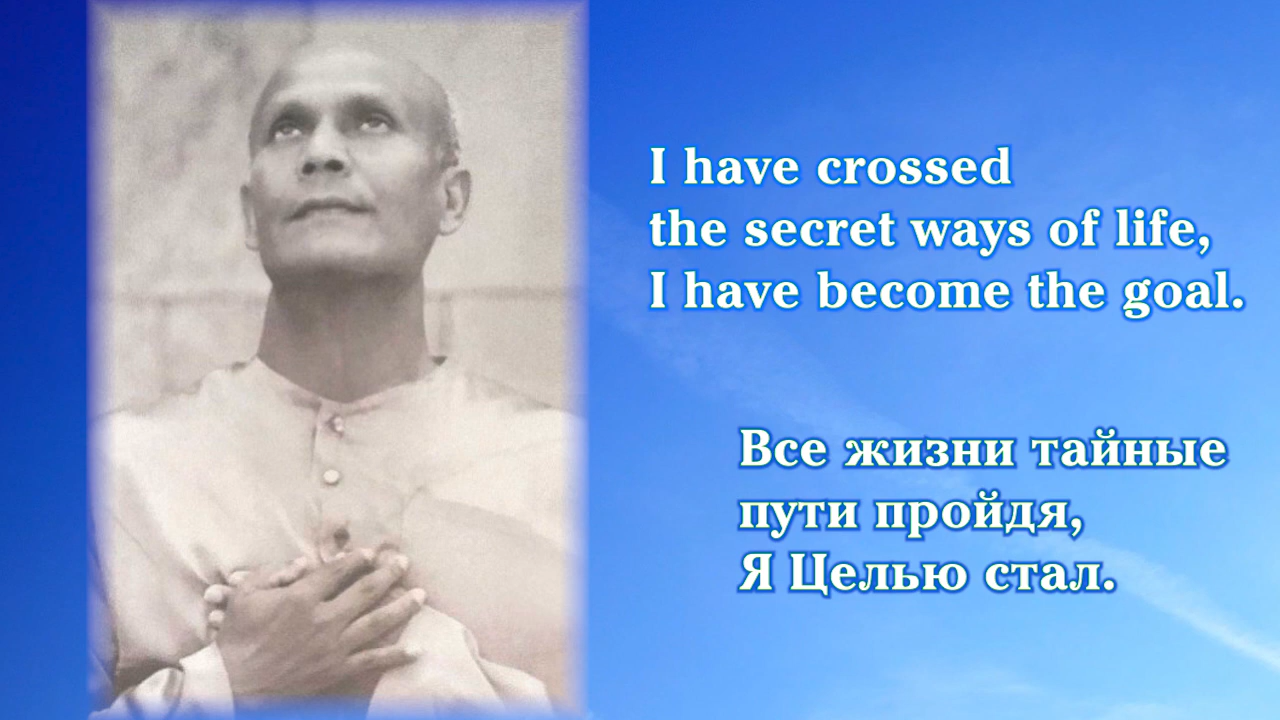 I have crossed
the secret ways of life,
I have become the goal.
Все жизни тайные
пути пройдя,
Я Целью стал.